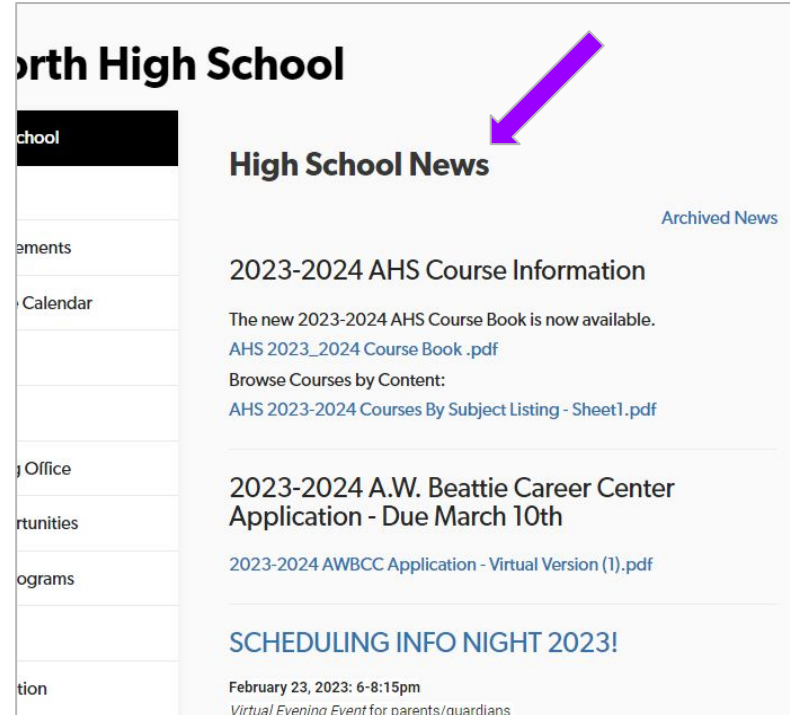 orth High School
chool
High School News
Archived News
ements
2023-2024 AHS Course Information
Calendar
The new 2023-2024 AHS Course Book is now available.
AHS 2023_2024 Course Book .pdf
Browse Courses by Content:
AHS 2023-2024 Courses By Subject Listing - Sheet1.pdf
g Office
2023-2024 A.W. Beattie Career Center
Application - Due March 10th
rtunities
2023-2024 AWBCC Application - Virtual Version (1).pdf
ograms
SCHEDULING INFO NIGHT 2023!
tion
February 23, 2023: 6-8:15pm
Virtual Evening Event for parents/guardians